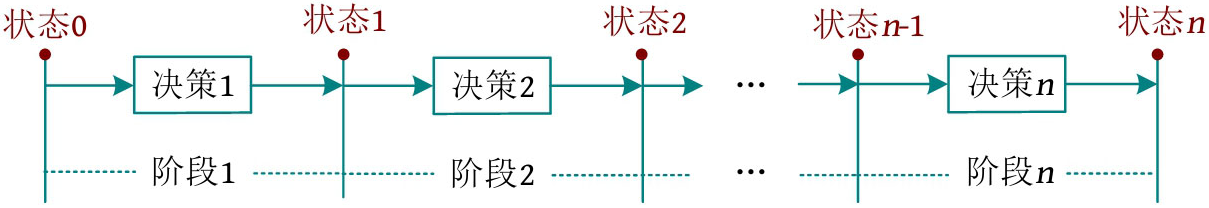 状态0 状态1 状态2 状态n-1 状态n
决策1 决策2 ··· 决策n
阶段1 阶段2 ··· 阶段n